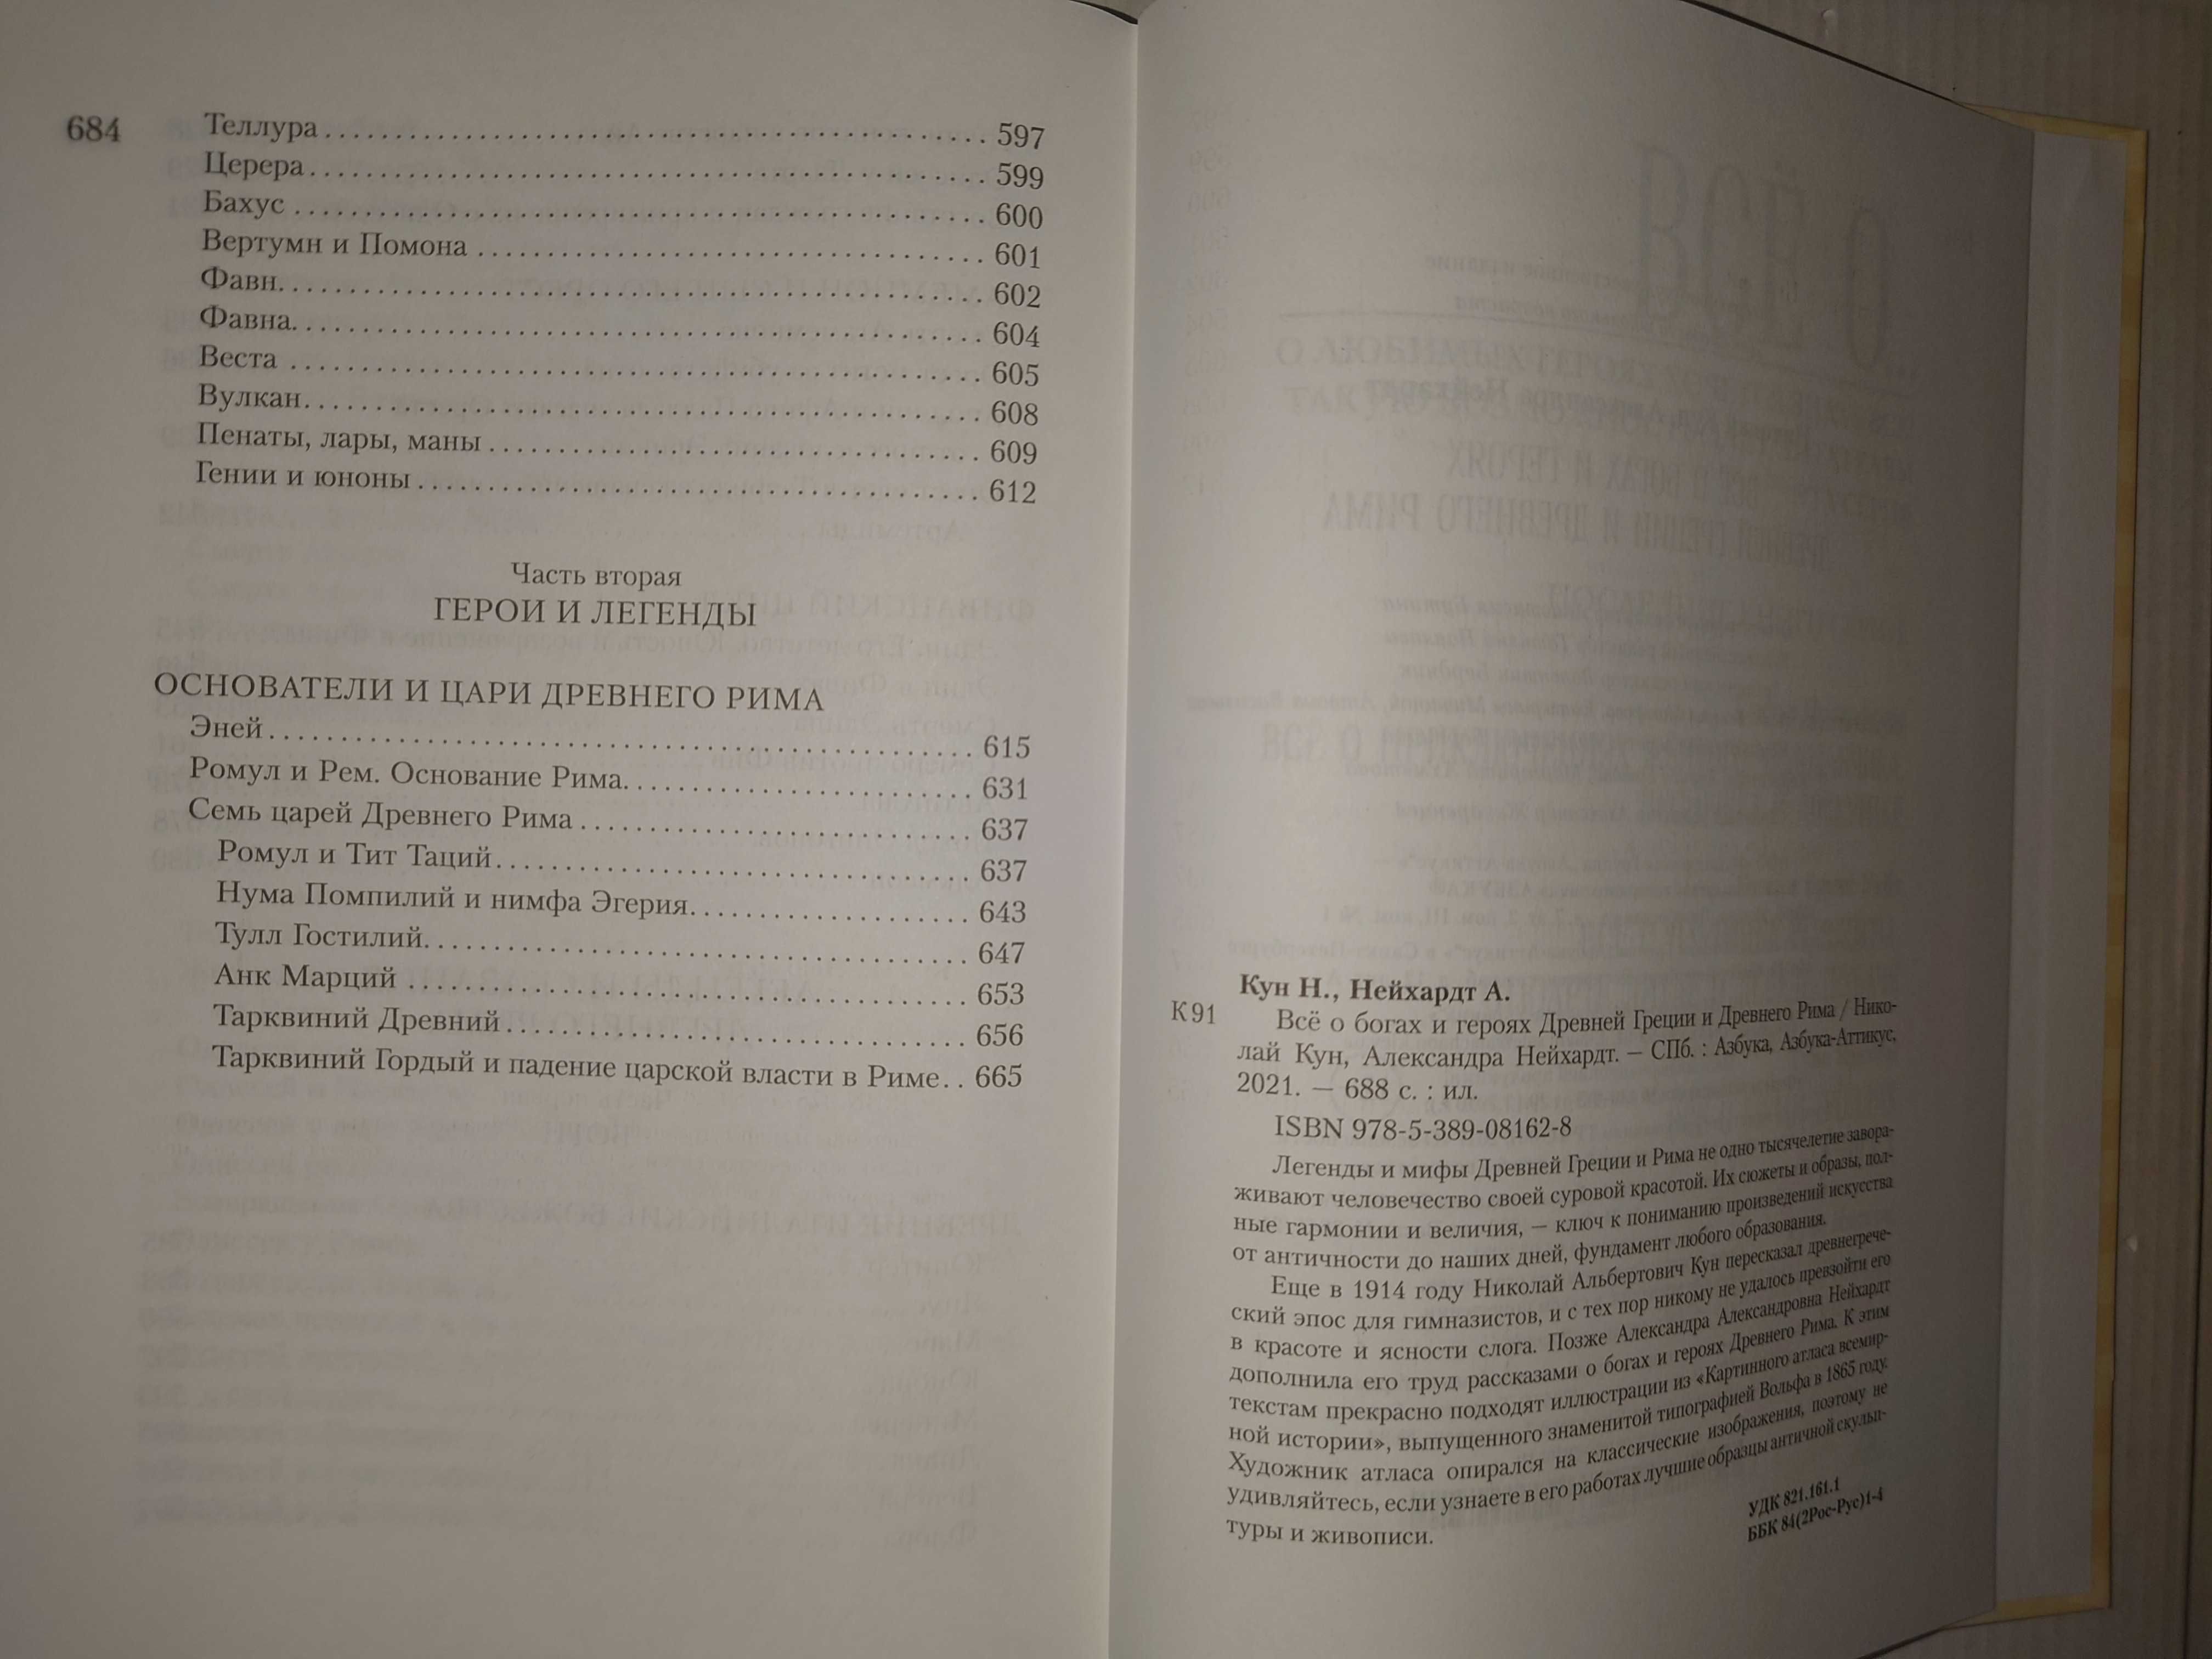 684
Теллура 597
Церера 599
Бахус 600
Вертумн и Помона 601
Фавн 602
Фавна 604
Веста 605
Вулкан 608
Пенаты, лары, маны 609
Гении и юноны 612
Часть вторая
ГЕРОИ И ЛЕГЕНДЫ
ОСНОВАТЕЛИ И ЦАРИ ДРЕВНЕГО РИМА
Эней 615
Ромул и Рем. Основание Рима 631
Семь царей Древнего Рима 637
Ромул и Тит Таций 637
Нума Помпилий и нимфа Эгерия 643
Тулл Гостилий 647
Анк Марций 653
Тарквиний Древний 656
Тарквиний Гордый и падение царской власти в Риме 665
Кун Н., Нейхардт А.
К 91
Всё о богах и героях Древней Греции и Древнего Рима / Нико-
лай Кун, Александра Нейхардт. — СПб. : Азбука, Азбука-Аттикус,
2021. — 688 с. : ил.
ISBN 978-5-389-08162-8
Легенды и мифы Древней Греции и Рима не одно тысячелетие завора-
живают человечество своей суровой красотой. Их сюжеты и образы, пол-
ные гармонии и величия, — ключ к пониманию произведений искусства
от античности до наших дней, фундамент любого образования.
Еще в 1914 году Николай Альбертович Кун пересказал древнегрече-
ский эпос для гимназистов, и с тех пор никому не удалось превзойти его
в красоте и ясности слога. Позже Александра Александровна Нейхардт
дополнила его труд рассказами о богах и героях Древнего Рима. К этим
текстам прекрасно подходят иллюстрации из «Картинного атласа всемир-
ной истории», выпущенного знаменитой типографией Вольфа в 1865 году.
Художник атласа опирался на классические изображения, поэтому не
удивляйтесь, если узнаете в его работах лучшие образцы античной скульп-
туры и живописи.
УДК 821.161.1
ББК 84(2Рос-Рус)1-4